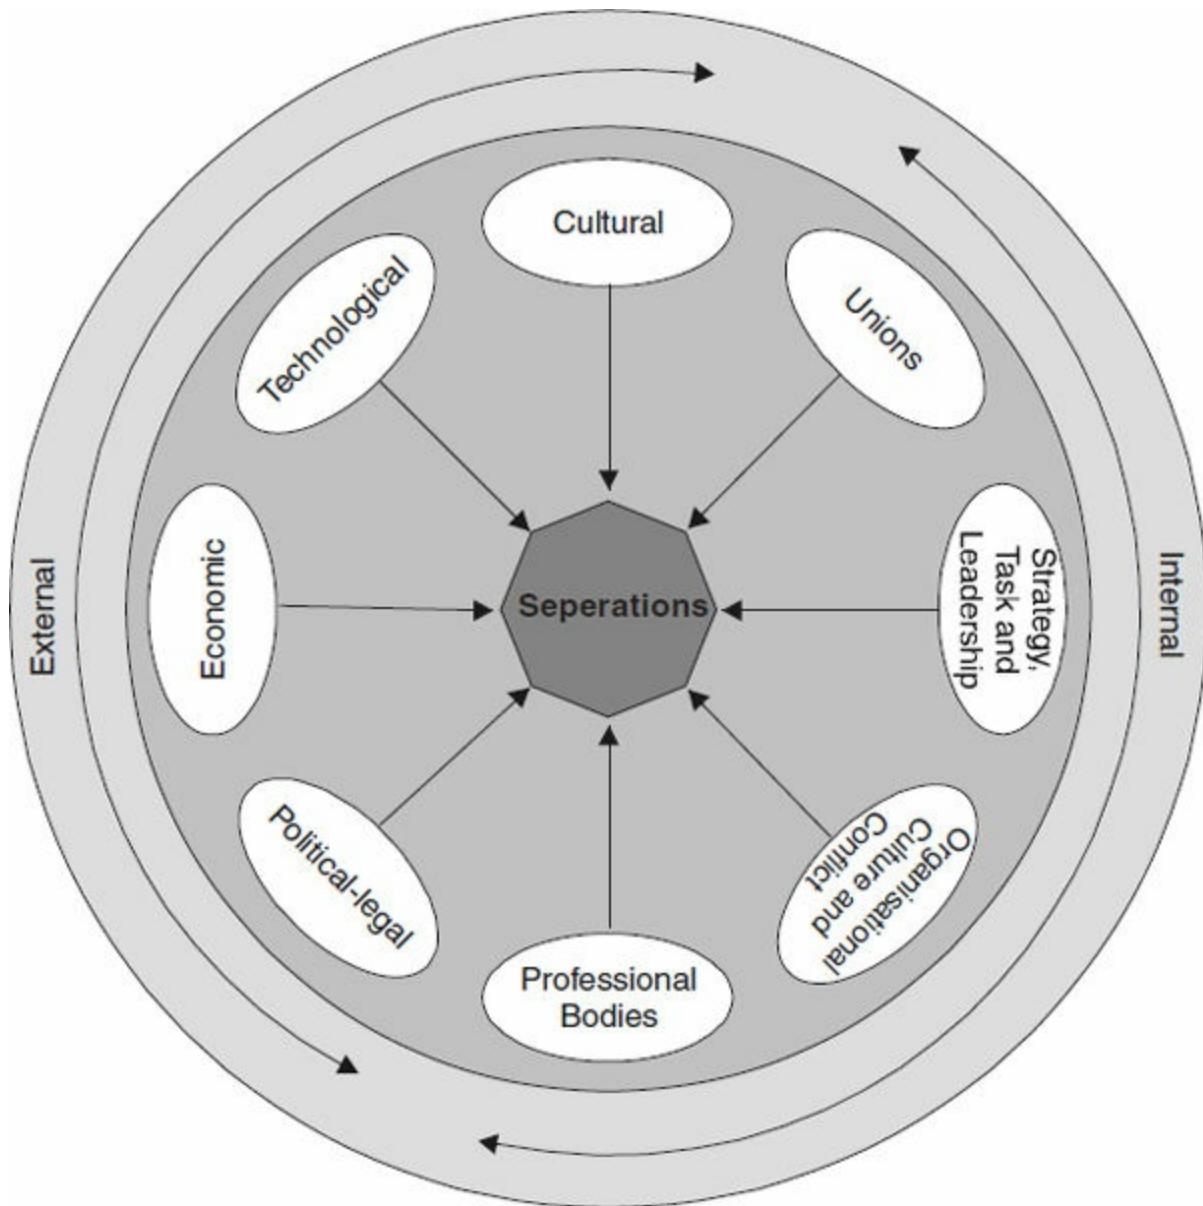 Cultural
Unions
Technological
Strategy,
Task and
Leadership
Internal
Seperations
Economic
External
Organisational
Culture and
Conflict
Political-legal
Professional
Bodies